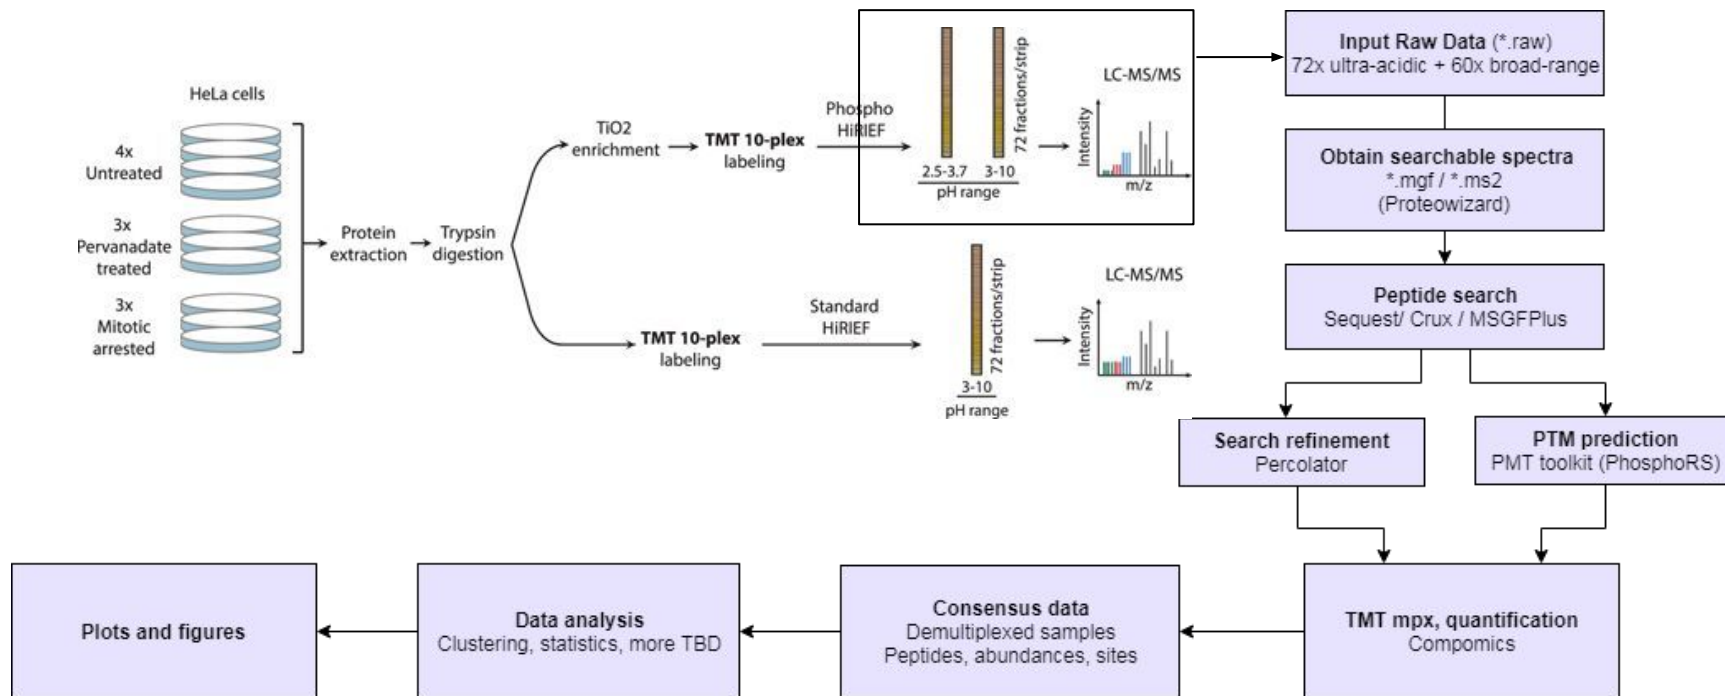 HeLa cells
4x
Untreated
3x
Pervanadate
treated
3x
Mitotic
arrested
Protein
extraction
Trypsin
digestion
TiO2
enrichment
TMT 10-plex
labeling
Phospho
HiRIEF
72 fractions/strip
2.5-3.7 3-10
pH range
LC-MS/MS
Intensity
m/z
TMT 10-plex
labeling
Standard
HiRIEF
72 fractions/strip
3-10
pH range
LC-MS/MS
Intensity
m/z
Input Raw Data (*.raw)
72x ultra-acidic + 60x broad-range
Obtain searchable spectra
*.mgf / *.ms2
(Proteowizard)
Peptide search
Sequest/ Crux / MSGFPlus
Search refinement
Percolator
PTM prediction
PMT toolkit (PhosphoRS)
TMT mpx, quantification
Compomics
Consensus data
Demultiplexed samples
Peptides, abundances, sites
Data analysis
Clustering, statistics, more TBD
Plots and figures